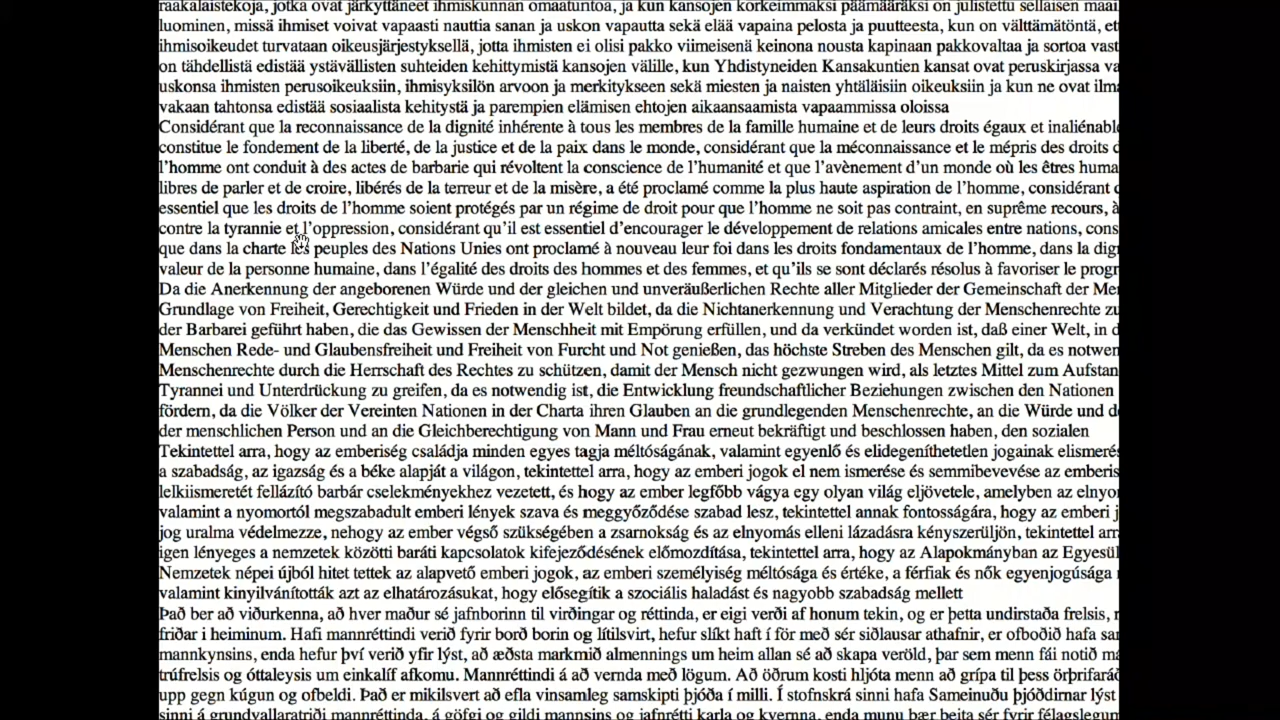 raakalaistekoja, jotka ovat järkyttäneet ihmiskunnan omaatuntoa, ja kun kansojen korkeimmaksi päämääräksi on julistettu sellaisen
luominen, missä ihmiset voivat vapaasti nauttia sanan ja uskon vapautta sekä elää vapaina pelosta ja puutteesta, kun on välttämätöntä,
ihmisoikeudet turvataan oikeusjärjestyksellä, jotta ihmisten ei olisi pakko viimeisenä keinona nousta kapinaan pakkovaltaa ja sortoa
on tähdellistä edistää ystävällisten suhteiden kehittymistä kansojen välille, kun Yhdistyneiden Kansakuntien kansat ovat peruskirjassa
uskonsa ihmisten perusoikeuksiin, ihmisyksilön arvoon ja merkitykseen sekä miesten ja naisten yhtäläisiin oikeuksiin ja kun ne ovat
vakaan tahtonsa edistää sosiaalista kehitystä ja parempien elämisen ehtojen aikaansaamista vapaammissa oloissa
Considérant que la reconnaissance de la dignité inhérente à tous les membres de la famille humaine et de leurs droits égaux et
constitue le fondement de la liberté, de la justice et de la paix dans le monde, considérant que la méconnaissance et le mépris des droits
l’homme ont conduit à des actes de barbarie qui révoltent la conscience de l’humanité et que l’avènement d’un monde où les êtres
libres de parler et de croire, libérés de la terreur et de la misère, a été proclamé comme la plus haute aspiration de l’homme, considérant
essentiel que les droits de l’homme soient protégés par un régime de droit pour que l’homme ne soit pas contraint, en suprême recours, à
contre la tyrannie et l’oppression, considérant qu’il est essentiel d’encourager le développement de relations amicales entre nations,
que dans la charte les peuples des Nations Unies ont proclamé à nouveau leur foi dans les droits fondamentaux de l’homme, dans la
valeur de la personne humaine, dans l’égalité des droits des hommes et des femmes, et qu’ils se sont déclarés résolus à favoriser le
Da die Anerkennung der angeborenen Würde und der gleichen und unveräußerlichen Rechte aller Mitglieder der Gemeinschaft der
Grundlage von Freiheit, Gerechtigkeit und Frieden in der Welt bildet, da die Nichtanerkennung und Verachtung der Menschenrechte zu
der Barbarei geführt haben, die das Gewissen der Menschheit mit Empörung erfüllen, und da verkündet worden ist, daß einer Welt, in
Menschen Rede- und Glaubensfreiheit und Freiheit von Furcht und Not genießen, das höchste Streben des Menschen gilt, da es
Menschenrechte durch die Herrschaft des Rechtes zu schützen, damit der Mensch nicht gezwungen wird, als letztes Mittel zum
Tyrannei und Unterdrückung zu greifen, da es notwendig ist, die Entwicklung freundschaftlicher Beziehungen zwischen den Nationen
fördern, da die Völker der Vereinten Nationen in der Charta ihren Glauben an die grundlegenden Menschenrechte, an die Würde und
der menschlichen Person und an die Gleichberechtigung von Mann und Frau erneut bekräftigt und beschlossen haben, den sozialen
Tekintettel arra, hogy az emberiség családja minden egyes tagja méltóságának, valamint egyenlő és elidegeníthetetlen jogainak
a szabadság, az igazság és a béke alapját a világon, tekintettel arra, hogy az emberi jogok el nem ismerése és semmibevevése az
lelkiismeretét fellázító barbár cselekményekhez vezetett, és hogy az ember legfőbb vágya egy olyan világ eljövetele, amelyben az
valamint a nyomortól megszabadult emberi lények szava és meggyőződése szabad lesz, tekintettel annak fontosságára, hogy az emberi
jog uralma védelmezze, nehogy az ember végső szükségében a zsarnokság és az elnyomás elleni lázadásra kényszerüljön, tekintettel
igen lényeges a nemzetek közötti baráti kapcsolatok kifejeződésének előmozdítása, tekintettel arra, hogy az Alapokmányban az
Nemzetek népei újból hitet tettek az alapvető emberi jogok, az emberi személyiség méltósága és értéke, a férfiak és nők egyenjogúsága
valamint kinyilvánították azt az elhatározásukat, hogy elősegítik a szociális haladást és nagyobb szabadság mellett
Það ber að viðurkenna, að hver maður sé jafnborinn til virðingar og réttinda, er eigi verði af honum tekin, og er þetta undirstaða frelsis,
friðar i heiminum. Hafi mannréttindi verið fyrir borð borin og lítilsvirt, hefur slíkt haft í för með sér siðlausar athafnir, er ofboðið hafa
mannkynsins, enda hefur því verið yfir lýst, að æðsta markmið almennings um heim allan sé að skapa veröld, þar sem menn fái notið
trúfrelsis og óttaleysis um einkalíf afkomu. Mannréttindi á að vernda með lögum. Að öðrum kosti hljóta menn að grípa til þess
upp gegn kúgun og ofbeldi. Það er mikilsvert að efla vinsamleg samskipti þjóða í milli. Í stofnskrá sinni hafa Sameinuðu þjóðdirnar lýst
sinni á grundvallaratriði mannréttinda, á göfgi og gildi mannsins og jafnrétti karla og kvenna, enda munu þær beita sér fyrir